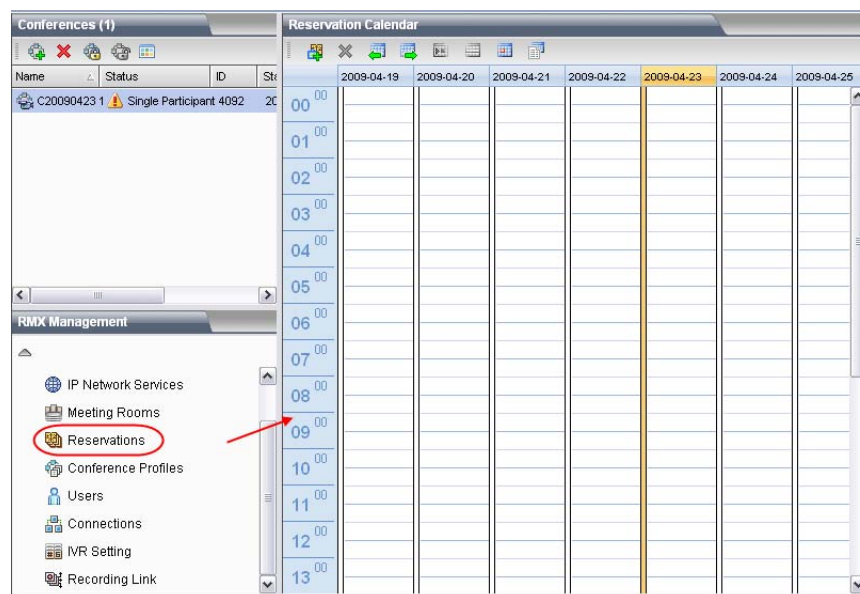 Conferences (1)
Name Status ID Sta
C20090423 1 Single Participant 4092 20
RMX Management
IP Network Services
Meeting Rooms
Reservations
Conference Profiles
Users
Connections
IVR Setting
Recording Link
Reservation Calendar
2009-04-19 2009-04-20 2009-04-21 2009-04-22 2009-04-23 2009-04-24 2009-04-25
00 00
01 00
02 00
03 00
04 00
05 00
06 00
07 00
08 00
09 00
10 00
11 00
12 00
13 00